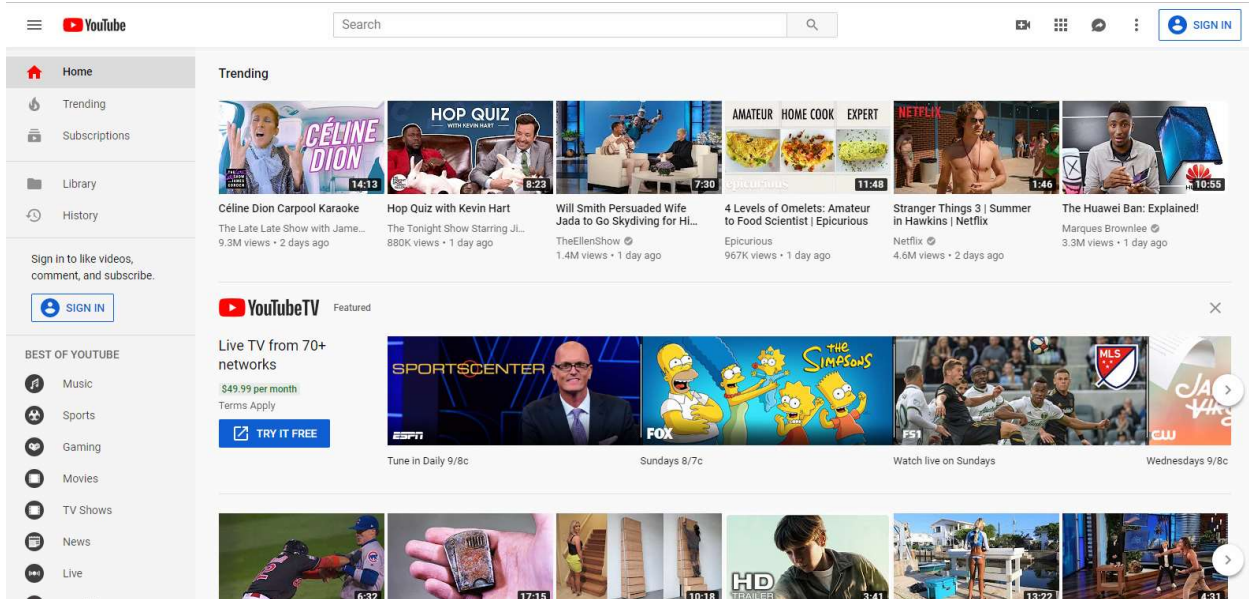 YouTube
Search
SIGN IN
Home
Trending
Subscriptions
Library
History
Sign in to like videos,
comment, and subscribe.
SIGN IN
BEST OF YOUTUBE
Music
Sports
Gaming
Movies
TV Shows
News
Live
Trending
CÉLINE
DION
14:13
Céline Dion Carpool Karaoke
The Late Late Show with Jame...
9.3M views • 2 days ago
HOP QUIZ
WITH KEVIN HART
8:23
Hop Quiz with Kevin Hart
The Tonight Show Starring Ji...
880K views • 1 day ago
7:30
Will Smith Persuaded Wife
Jada to Go Skydiving for Hi...
TheEllenShow
1.4M views • 1 day ago
AMATEUR HOME COOK EXPERT
epicurious
11:48
4 Levels of Omelets: Amateur
to Food Scientist | Epicurious
Epicurious
967K views • 1 day ago
NETFLIX
1:46
Stranger Things 3 | Summer
in Hawkins | Netflix
Netflix
4.6M views • 2 days ago
10:55
The Huawei Ban: Explained!
Marques Brownlee
3.3M views • 1 day ago
YouTubeTV Featured
Live TV from 70+
networks
$49.99 per month
Terms Apply
TRY IT FREE
SPORTSCENTER
ESPN
Tune in Daily 9/8c
THE
SIMPSONS
FOX
Sundays 8/7c
MLS
FS1
Watch live on Sundays
CW
Wednesdays 9/8c
6:32
17:15
10:18
HD
TRAILER
3:41
13:22
4:31